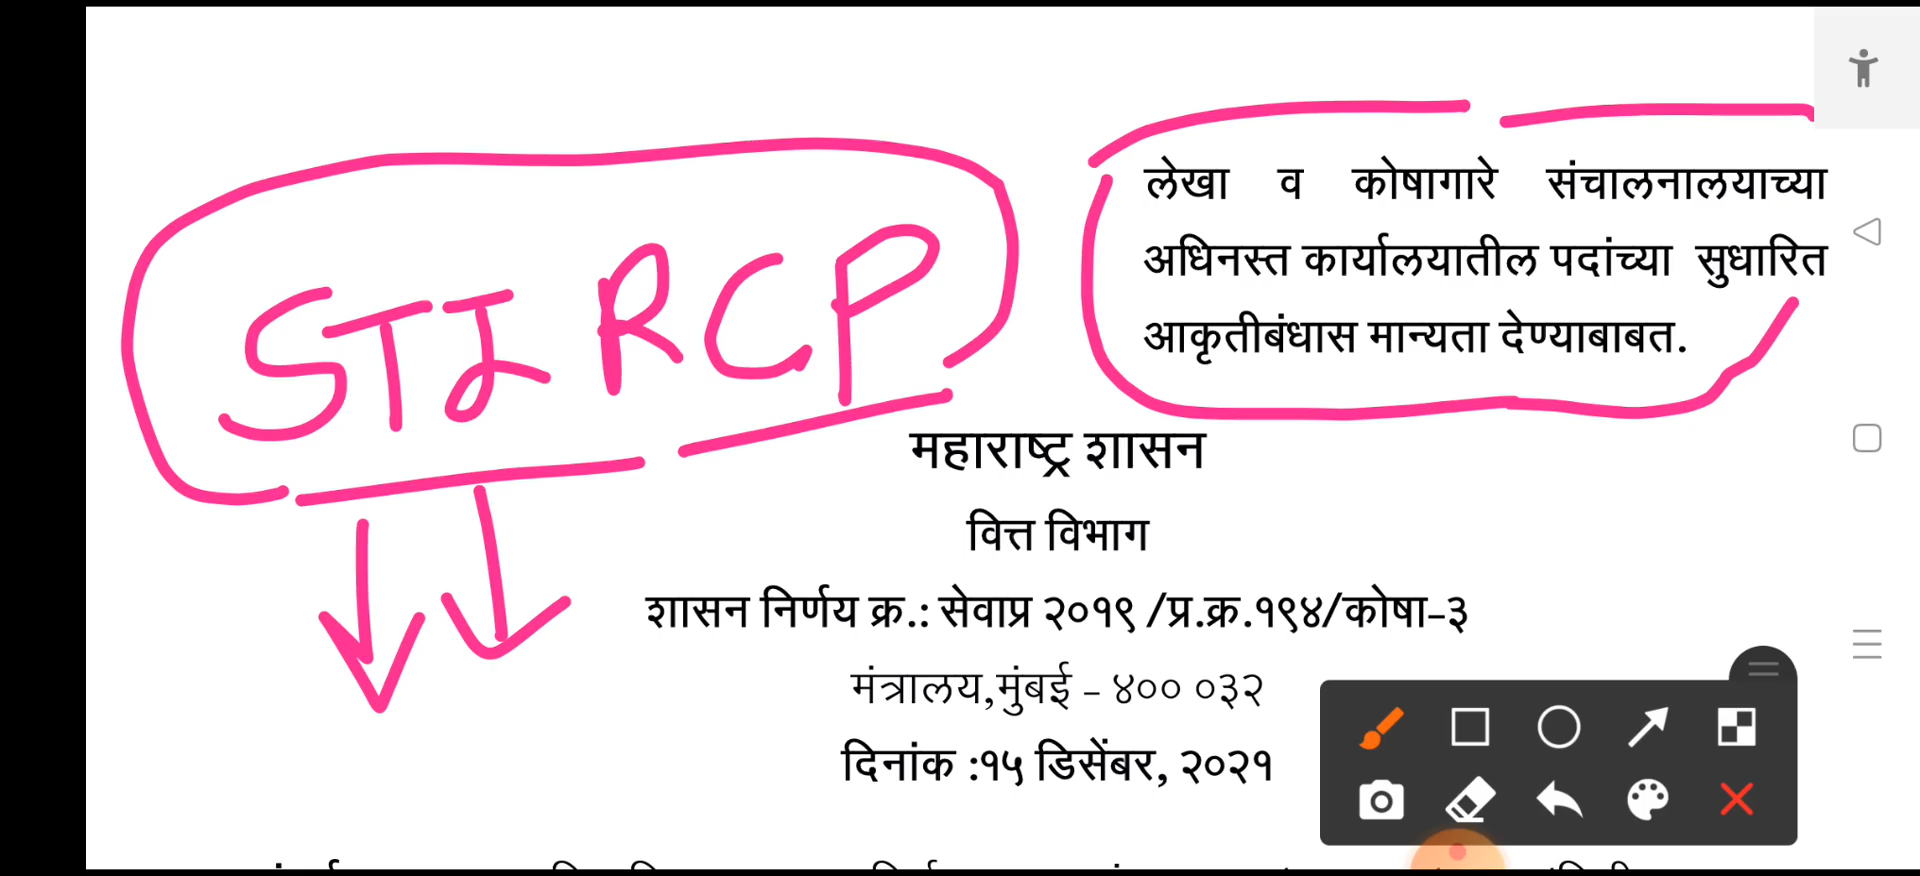 STI RCP
लेखा व कोषागारे संचालनालयाच्या
अधिनस्त कार्यालयातील पदांच्या सुधारित
आकृतीबंधास मान्यता देण्याबाबत.
महाराष्ट्र शासन
वित्त विभाग
शासन निर्णय क्र.: सेवाप्र २०१९ /प्र.क्र.१९४/कोषा-३
मंत्रालय,मुंबई - ४०० ०३२
दिनांक :१५ डिसेंबर, २०२१